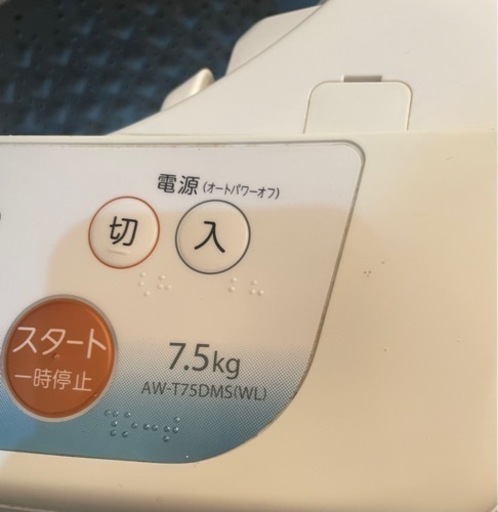 電源(オートパワーオフ)
切 入
スタート
一時停止
7.5kg
AW-T75DMS(WL)